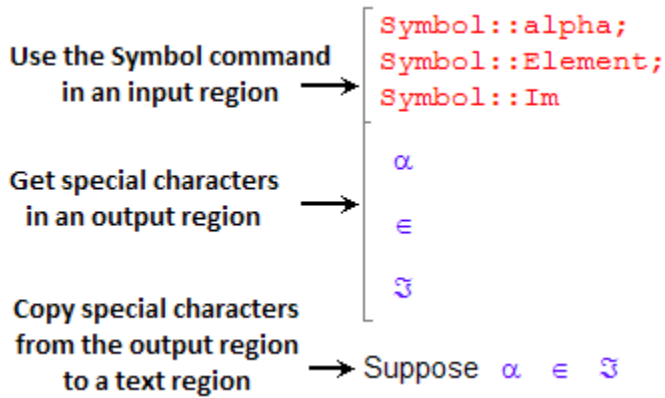 Use the Symbol command
in an input region
Symbol::alpha;
Symbol::Element;
Symbol::Im
Get special characters
in an output region
α
∈
ℑ
Copy special characters
from the output region
to a text region
Suppose α ∈ ℑ